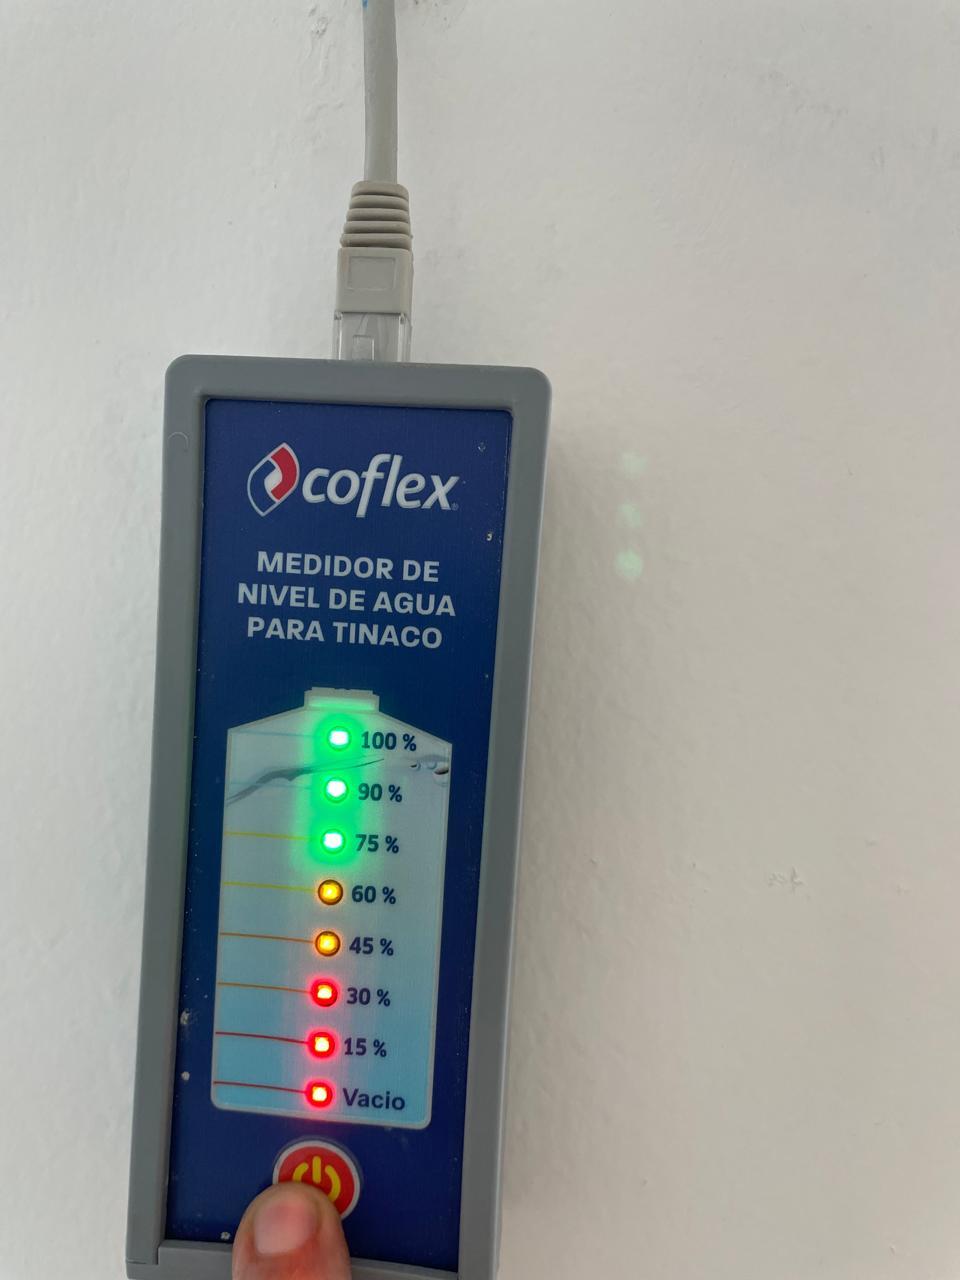 coflex
MEDIDOR DE
NIVEL DE AGUA
PARA TINACO
100 %
90 %
75 %
60 %
45 %
30 %
15 %
Vacio